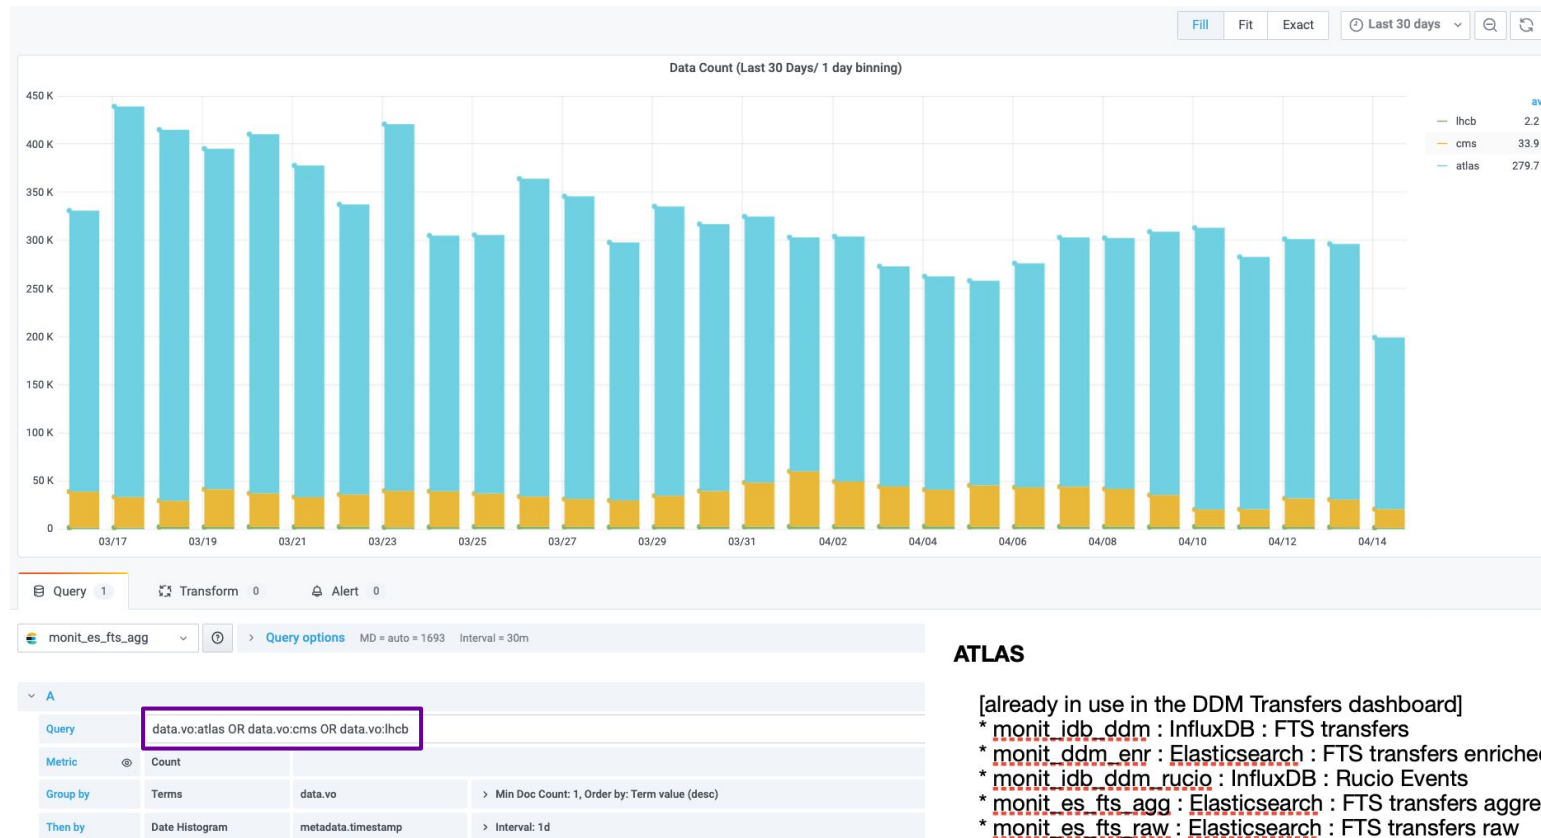 Fill Fit Exact Last 30 days
Data Count (Last 30 Days/ 1 day binning)
450 K
400 K
350 K
300 K
250 K
200 K
150 K
100 K
50 K
0
03/17 03/19 03/21 03/23 03/25 03/27 03/29 03/31 04/02 04/04 04/06 04/08 04/10 04/12 04/14
av
lhcb 2.2
cms 33.9
atlas 279.7
Query 1 Transform 0 Alert 0
monit_es_fts_agg Query options MD = auto = 1693 Interval = 30m
A
Query data.vo:atlas OR data.vo:cms OR data.vo:lhcb
Metric Count
Group by Terms data.vo > Min Doc Count: 1, Order by: Term value (desc)
Then by Date Histogram metadata.timestamp > Interval: 1d
ATLAS
[already in use in the DDM Transfers dashboard]
* monit_idb_ddm : InfluxDB : FTS transfers
* monit_ddm_enr : Elasticsearch : FTS transfers enriched
* monit_idb_ddm_rucio : InfluxDB : Rucio Events
* monit_es_fts_agg : Elasticsearch : FTS transfers aggre
* monit_es_fts_raw : Elasticsearch : FTS transfers raw